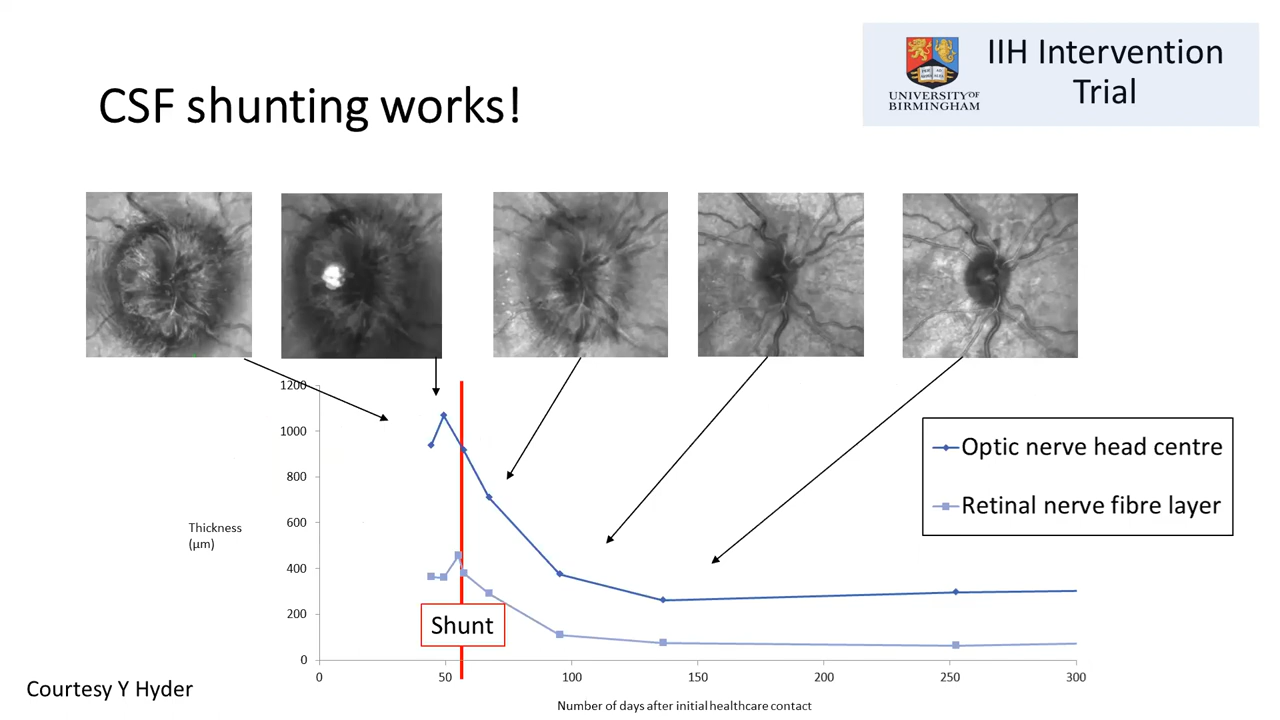 IIH Intervention
Trial
UNIVERSITY OF
BIRMINGHAM
CSF shunting works!
1200
1000
800
600
400
200
0
Thickness
(μm)
Optic nerve head centre
Retinal nerve fibre layer
Shunt
0 50 100 150 200 250 300
Number of days after initial healthcare contact
Courtesy Y Hyder